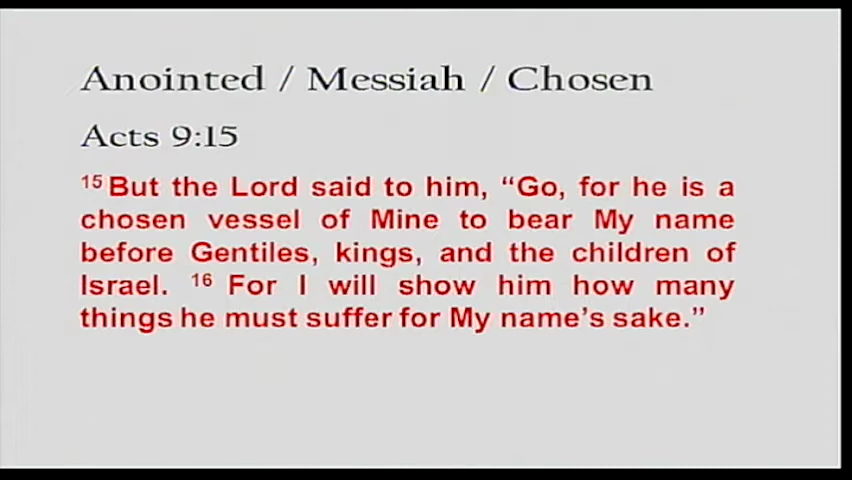 Anointed / Messiah / Chosen
Acts 9:15
¹⁵ But the Lord said to him, “Go, for he is a
chosen vessel of Mine to bear My name
before Gentiles, kings, and the children of
Israel. ¹⁶ For I will show him how many
things he must suffer for My name’s sake.”